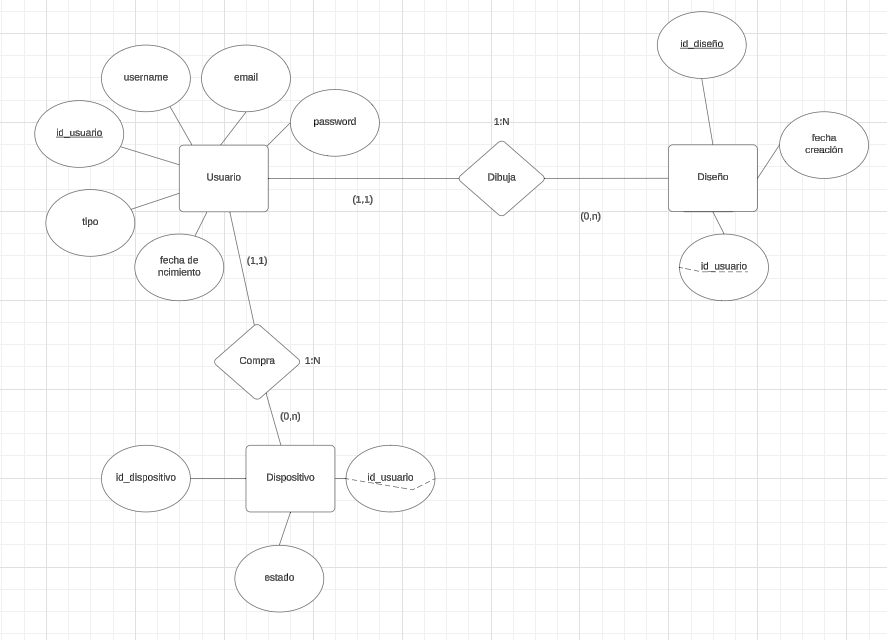 id_diseño
username
email
password
1:N
id_usuario
fecha
creación
Usuario
Dibuja
Diseño
(1,1)
(0,n)
tipo
fecha de
ncimiento
(1,1)
id_usuario
Compra
1:N
(0,n)
id_dispositivo
Dispositivo
id_usuario
estado